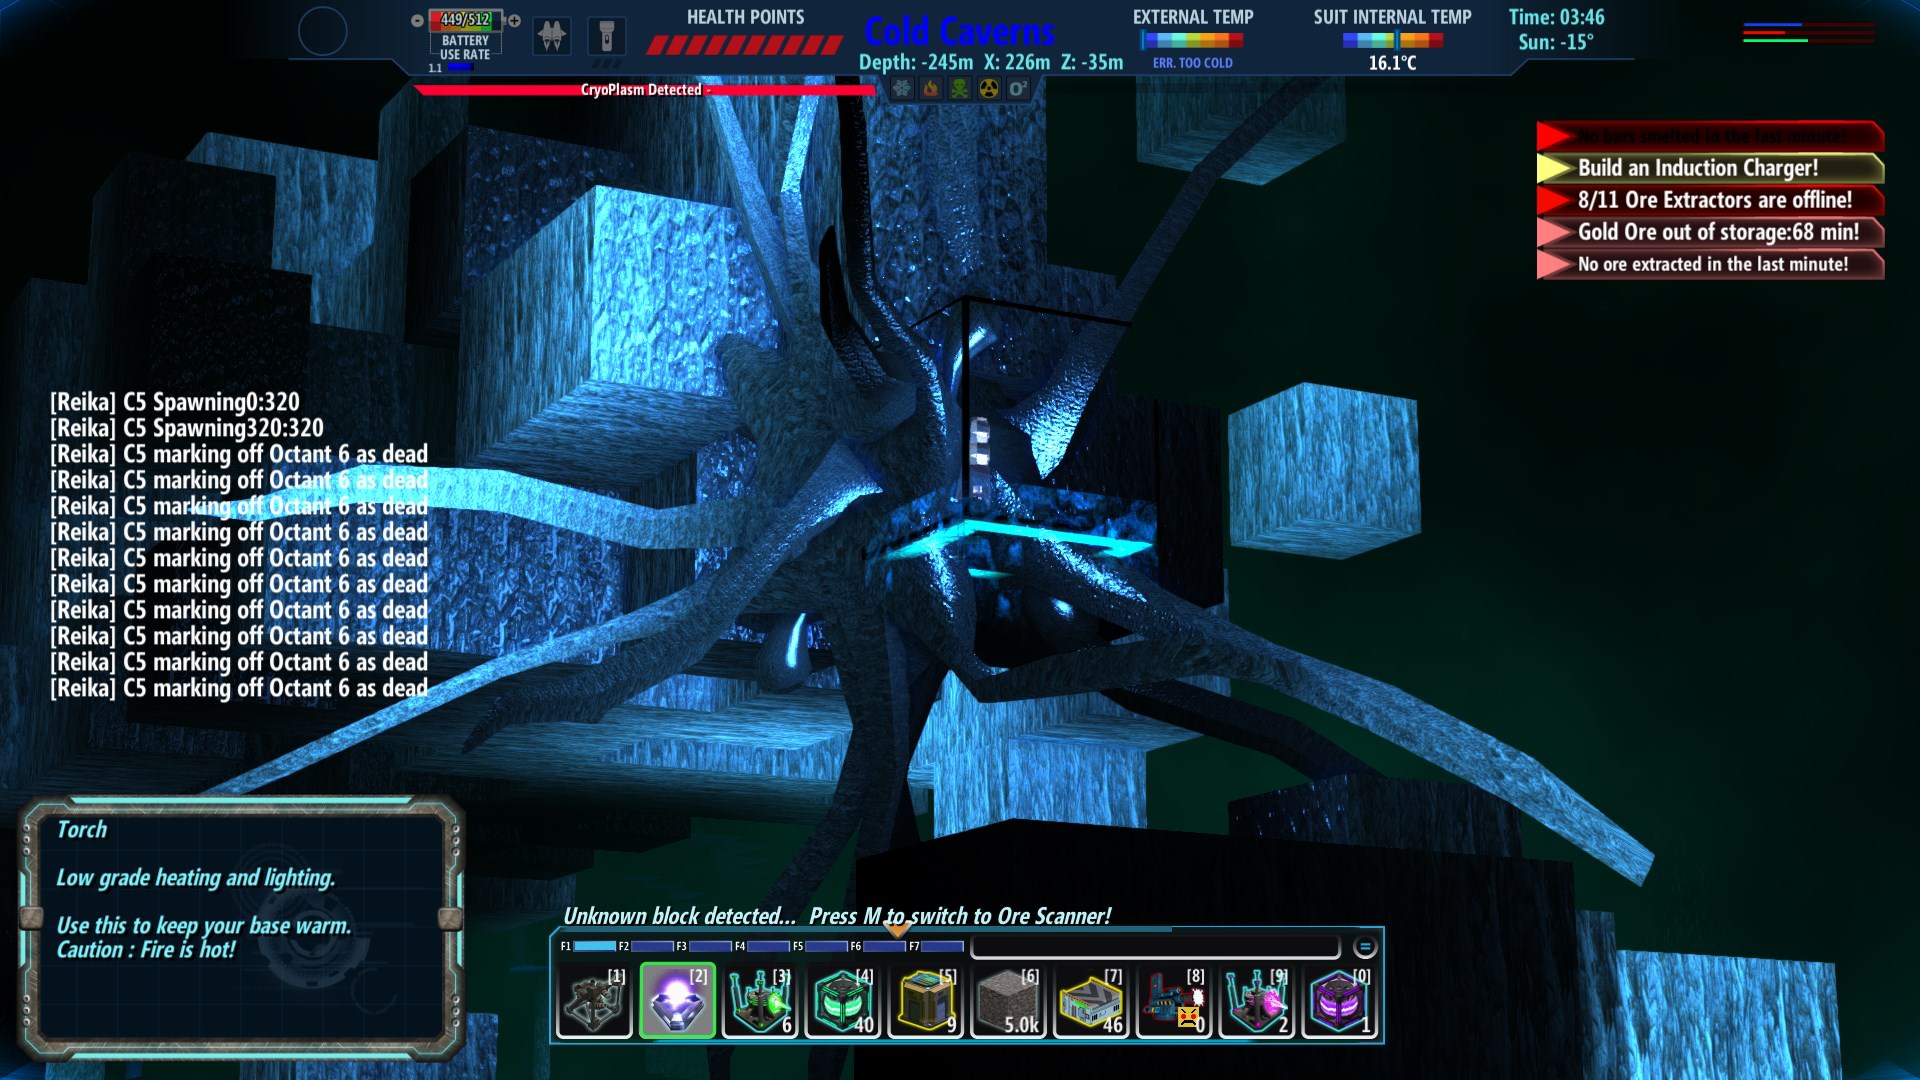 449/512
BATTERY
USE RATE
1.1
HEALTH POINTS
Cold Caverns
Depth: -245m X: 226m Z: -35m
EXTERNAL TEMP
ERR. TOO COLD
SUIT INTERNAL TEMP
16.1°C
Time: 03:46
Sun: -15°
CryoPlasm Detected -
O²
No bars smelted in the last minute!
Build an Induction Charger!
8/11 Ore Extractors are offline!
Gold Ore out of storage:68 min!
No ore extracted in the last minute!
[Reika] C5 Spawning0:320
[Reika] C5 Spawning320:320
[Reika] C5 marking off Octant 6 as dead
[Reika] C5 marking off Octant 6 as dead
[Reika] C5 marking off Octant 6 as dead
[Reika] C5 marking off Octant 6 as dead
[Reika] C5 marking off Octant 6 as dead
[Reika] C5 marking off Octant 6 as dead
[Reika] C5 marking off Octant 6 as dead
[Reika] C5 marking off Octant 6 as dead
[Reika] C5 marking off Octant 6 as dead
[Reika] C5 marking off Octant 6 as dead
Torch
Low grade heating and lighting.
Use this to keep your base warm.
Caution : Fire is hot!
Unknown block detected... Press M to switch to Ore Scanner!
F1 F2 F3 F4 F5 F6 F7
[1] [2] [3] [4] [5] [6] [7] [8] [9] [0]
6 40 9 5.0k 46 0 2 1